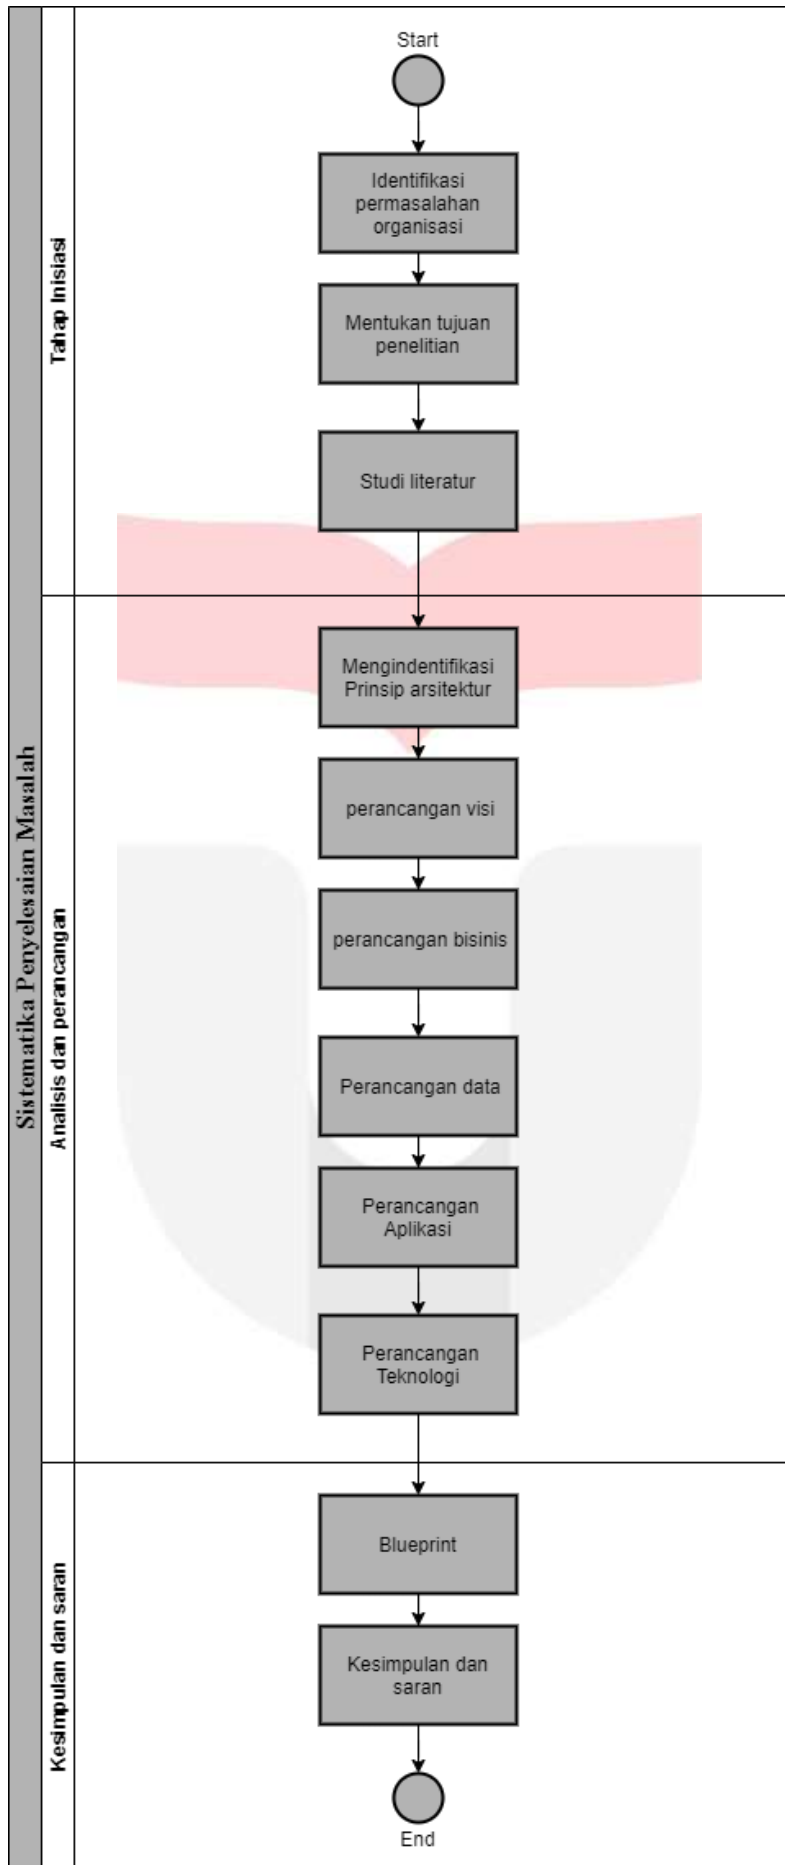 Sistematika Penyelesaian Masalah
Tahap Inisiasi
Start
Identifikasi
permasalahan
organisasi
Mentukan tujuan
penelitian
Studi literatur
Analisis dan perancangan
Mengindentifikasi
Prinsip arsitektur
perancangan visi
perancangan bisinis
Perancangan data
Perancangan
Aplikasi
Perancangan
Teknologi
Kesimpulan dan saran
Blueprint
Kesimpulan dan
saran
End